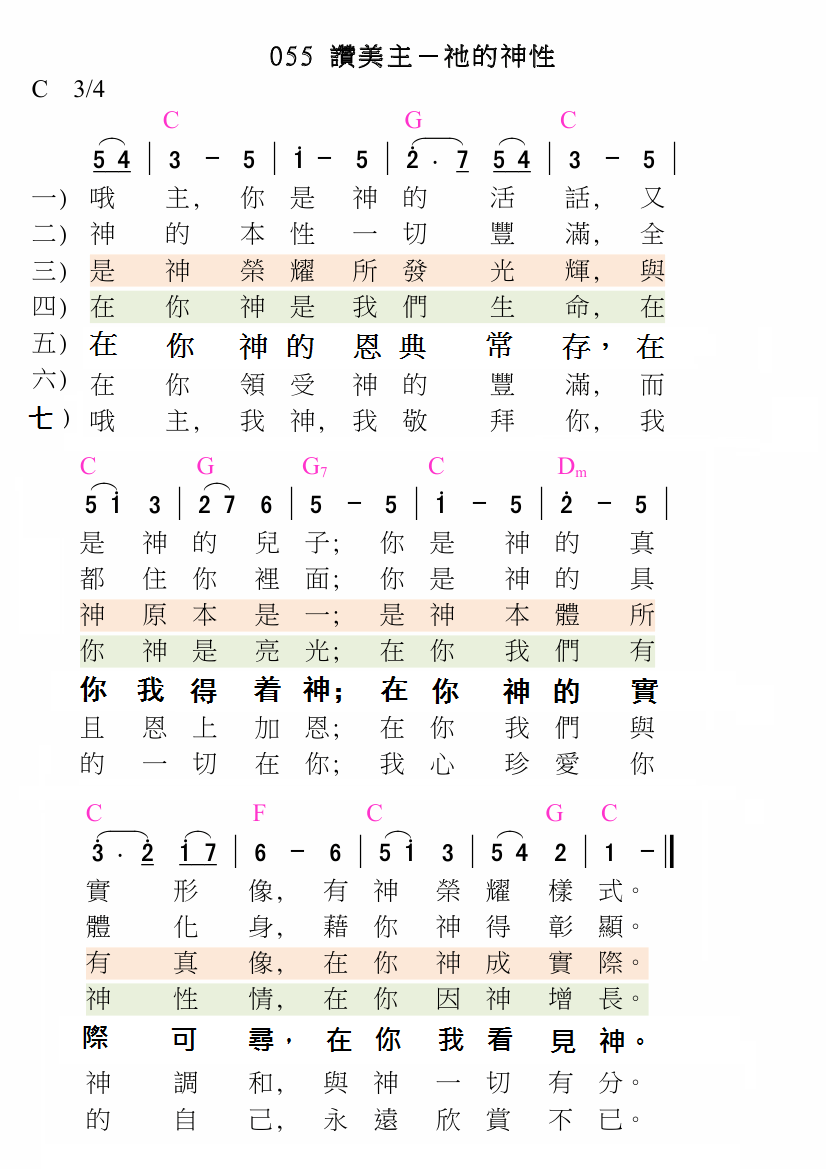 055 讚美主－祂的神性
C 3/4
C G C
5 4 | 3 － 5 | i － 5 | 2̇ · 7 5 4 | 3 － 5 |
一) 哦 主, 你 是 神 的 活 話, 又
二) 神 的 本 性 一 切 豐 滿, 全
三) 是 神 榮 耀 所 發 光 輝, 與
四) 在 你 神 是 我 們 生 命, 在
五) 在 你 神 的 恩 典 常 存， 在
六) 在 你 領 受 神 的 豐 滿, 而
七) 哦 主, 我 神, 我 敬 拜 你, 我
C G G7 C Dm
5 i 3 | 2 7 6 | 5 － 5 | i － 5 | 2̇ － 5 |
是 神 的 兒 子; 你 是 神 的 真
都 住 你 裡 面; 你 是 神 的 具
神 原 本 是 一; 是 神 本 體 所
你 神 是 亮 光; 在 你 我 們 有
你 我 得 着 神; 在 你 神 的 實
且 恩 上 加 恩; 在 你 我 們 與
的 一 切 在 你; 我 心 珍 愛 你
C F C G C
3̇ · 2̇ i 7 | 6 － 6 | 5 i 3 | 5 4 2 | 1 － ‖
實 形 像, 有 神 榮 耀 樣 式。
體 化 身, 藉 你 神 得 彰 顯。
有 真 像, 在 你 神 成 實 際。
神 性 情, 在 你 因 神 增 長。
際 可 尋， 在 你 我 看 見 神。
神 調 和, 與 神 一 切 有 分。
的 自 己, 永 遠 欣 賞 不 已。